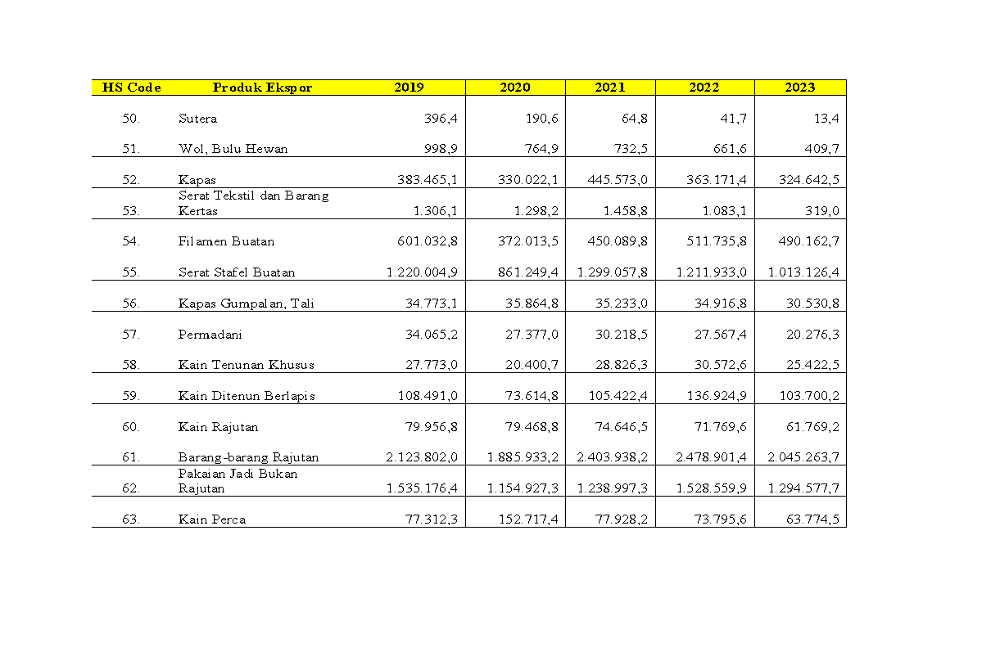 HS Code Produk Ekspor 2019 2020 2021 2022 2023
50. Sutera 396,4 190,6 64,8 41,7 13,4
51. Wol, Bulu Hewan 998,9 764,9 732,5 661,6 409,7
52. Kapas 383.465,1 330.022,1 445.573,0 363.171,4 324.642,5
Serat Tekstil dan Barang
53. Kertas 1.306,1 1.298,2 1.458,8 1.083,1 319,0
54. Filamen Buatan 601.032,8 372.013,5 450.089,8 511.735,8 490.162,7
55. Serat Stafel Buatan 1.220.004,9 861.249,4 1.299.057,8 1.211.933,0 1.013.126,4
56. Kapas Gumpalan, Tali 34.773,1 35.864,8 35.233,0 34.916,8 30.530,8
57. Permadani 34.065,2 27.377,0 30.218,5 27.567,4 20.276,3
58. Kain Tenunan Khusus 27.773,0 20.400,7 28.826,3 30.572,6 25.422,5
59. Kain Ditenun Berlapis 108.491,0 73.614,8 105.422,4 136.924,9 103.700,2
60. Kain Rajutan 79.956,8 79.468,8 74.646,5 71.769,6 61.769,2
61. Barang-barang Rajutan 2.123.802,0 1.885.933,2 2.403.938,2 2.478.901,4 2.045.263,7
Pakaian Jadi Bukan
62. Rajutan 1.535.176,4 1.154.927,3 1.238.997,3 1.528.559,9 1.294.577,7
63. Kain Perca 77.312,3 152.717,4 77.928,2 73.795,6 63.774,5